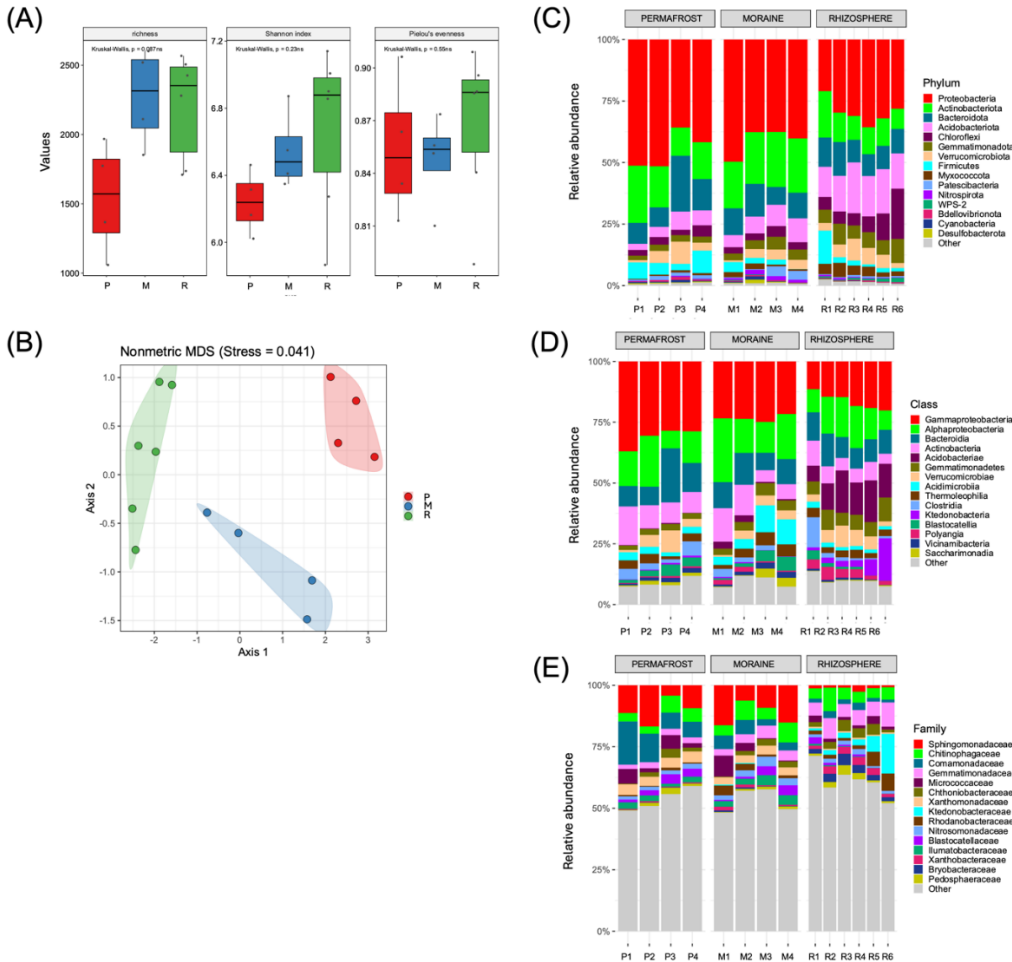 (A)
richness
Shannon index
Pielou's evenness
Kruskal-Wallis, p = 0.087ns
Kruskal-Wallis, p = 0.23ns
Kruskal-Wallis, p = 0.55ns
Values
2500
2000
1500
1000
7.2
6.8
6.4
6.0
0.90
0.87
0.84
0.81
P M R
P M R
P M R
(B)
Nonmetric MDS (Stress = 0.041)
Axis 2
1.0
0.5
0.0
-0.5
-1.0
-1.5
-2 -1 0 1 2 3
Axis 1
P
M
R
(C)
PERMAFROST
MORAINE
RHIZOSPHERE
Relative abundance
100%
75%
50%
25%
0%
P1 P2 P3 P4
M1 M2 M3 M4
R1 R2 R3 R4 R5 R6
Phylum
Proteobacteria
Actinobacteriota
Bacteroidota
Acidobacteriota
Chloroflexi
Gemmatimonadota
Verrucomicrobiota
Firmicutes
Myxococcota
Patescibacteria
Nitrospirota
WPS-2
Bdellovibrionota
Cyanobacteria
Desulfobacterota
Other
(D)
PERMAFROST
MORAINE
RHIZOSPHERE
Relative abundance
100%
75%
50%
25%
0%
P1 P2 P3 P4
M1 M2 M3 M4
R1 R2 R3 R4 R5 R6
Class
Gammaproteobacteria
Alphaproteobacteria
Bacteroidia
Actinobacteria
Acidobacteriae
Gemmatimonadetes
Verrucomicrobiae
Acidimicrobiia
Thermoleophilia
Clostridia
Ktedonobacteria
Blastocatellia
Polyangia
Vicinamibacteria
Saccharimonadia
Other
(E)
PERMAFROST
MORAINE
RHIZOSPHERE
Relative abundance
100%
75%
50%
25%
0%
P1 P2 P3 P4
M1 M2 M3 M4
R1 R2 R3 R4 R5 R6
Family
Sphingomonadaceae
Chitinophagaceae
Comamonadaceae
Gemmatimonadaceae
Micrococcaceae
Chthoniobacteraceae
Xanthomonadaceae
Ktedonobacteraceae
Rhodanobacteraceae
Nitrosomonadaceae
Blastocatellaceae
Ilumatobacteraceae
Xanthobacteraceae
Bryobacteraceae
Pedosphaeraceae
Other